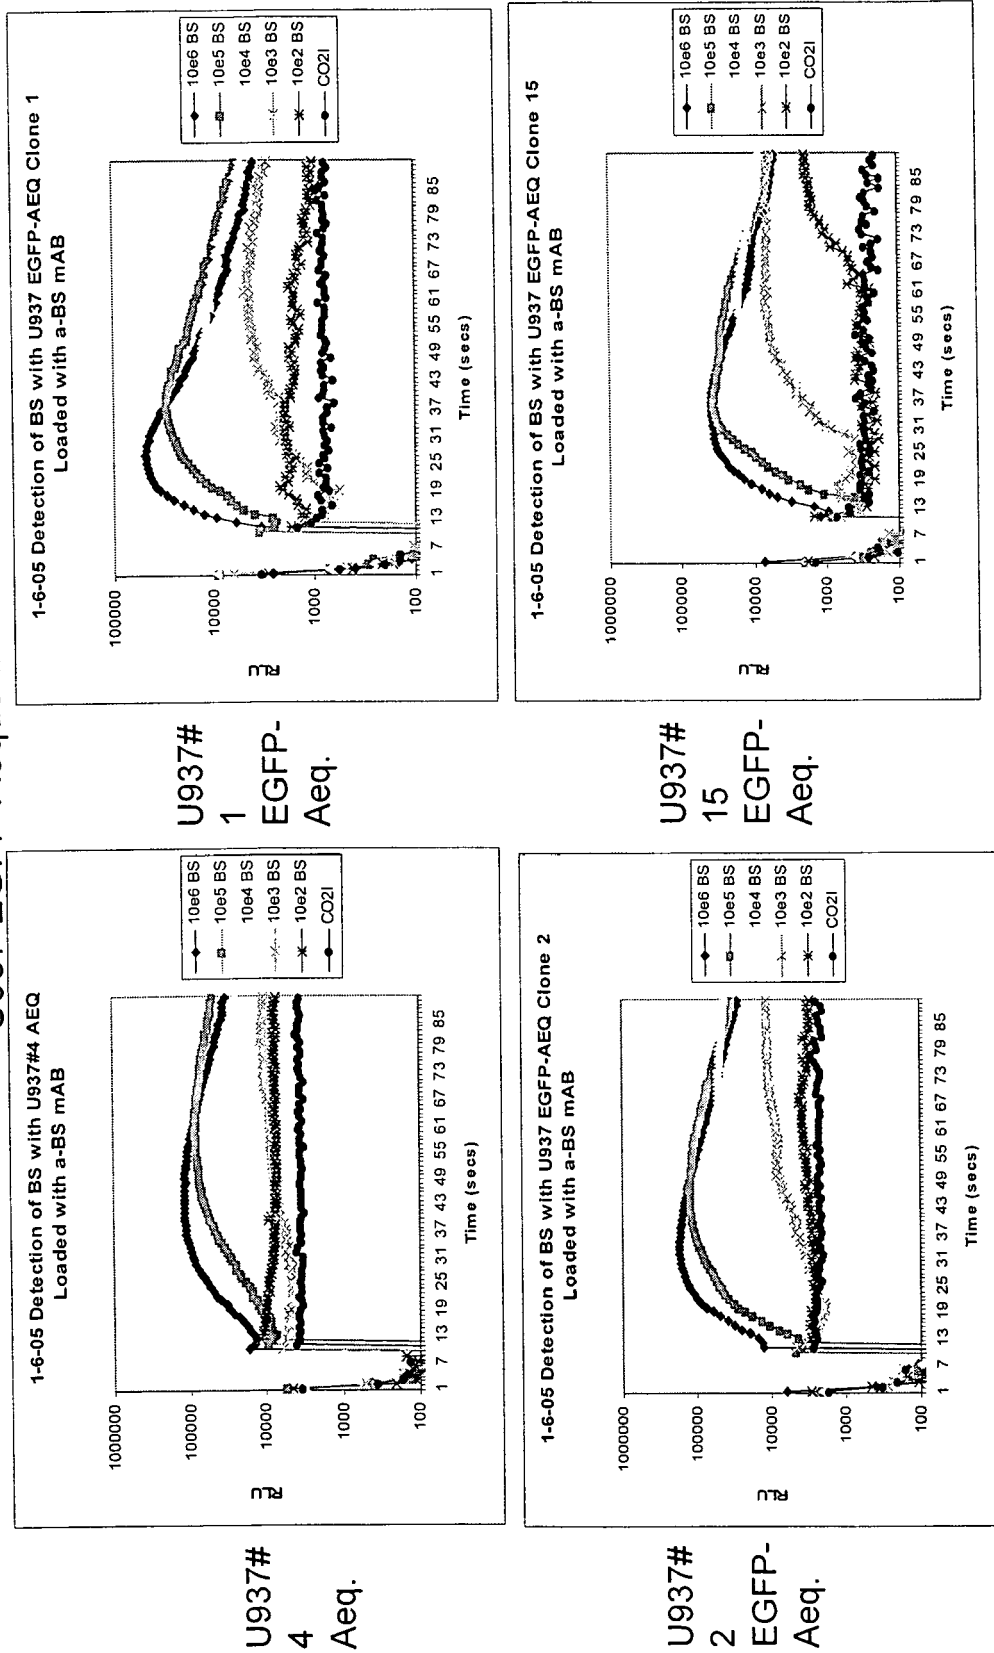 U937#
4
Aeq.
1-6-05 Detection of BS with U937#4 AEQ
Loaded with a-BS mAB
RLU
1000000
100000
10000
1000
100
1 7 13 19 25 31 37 43 49 55 61 67 73 79 85
Time (secs)
10e6 BS
10e5 BS
10e4 BS
10e3 BS
10e2 BS
CO2I
U937#
1
EGFP-
Aeq.
1-6-05 Detection of BS with U937 EGFP-AEQ Clone 1
Loaded with a-BS mAB
RLU
100000
10000
1000
100
1 7 13 19 25 31 37 43 49 55 61 67 73 79 85
Time (secs)
10e6 BS
10e5 BS
10e4 BS
10e3 BS
10e2 BS
CO2I
U937#
2
EGFP-
Aeq.
1-6-05 Detection of BS with U937 EGFP-AEQ Clone 2
Loaded with a-BS mAB
RLU
1000000
100000
10000
1000
100
1 7 13 19 25 31 37 43 49 55 61 67 73 79 85
Time (secs)
10e6 BS
10e5 BS
10e4 BS
10e3 BS
10e2 BS
CO2I
U937#
15
EGFP-
Aeq.
1-6-05 Detection of BS with U937 EGFP-AEQ Clone 15
Loaded with a-BS mAB
RLU
1000000
100000
10000
1000
100
1 7 13 19 25 31 37 43 49 55 61 67 73 79 85
Time (secs)
10e6 BS
10e5 BS
10e4 BS
10e3 BS
10e2 BS
CO2I